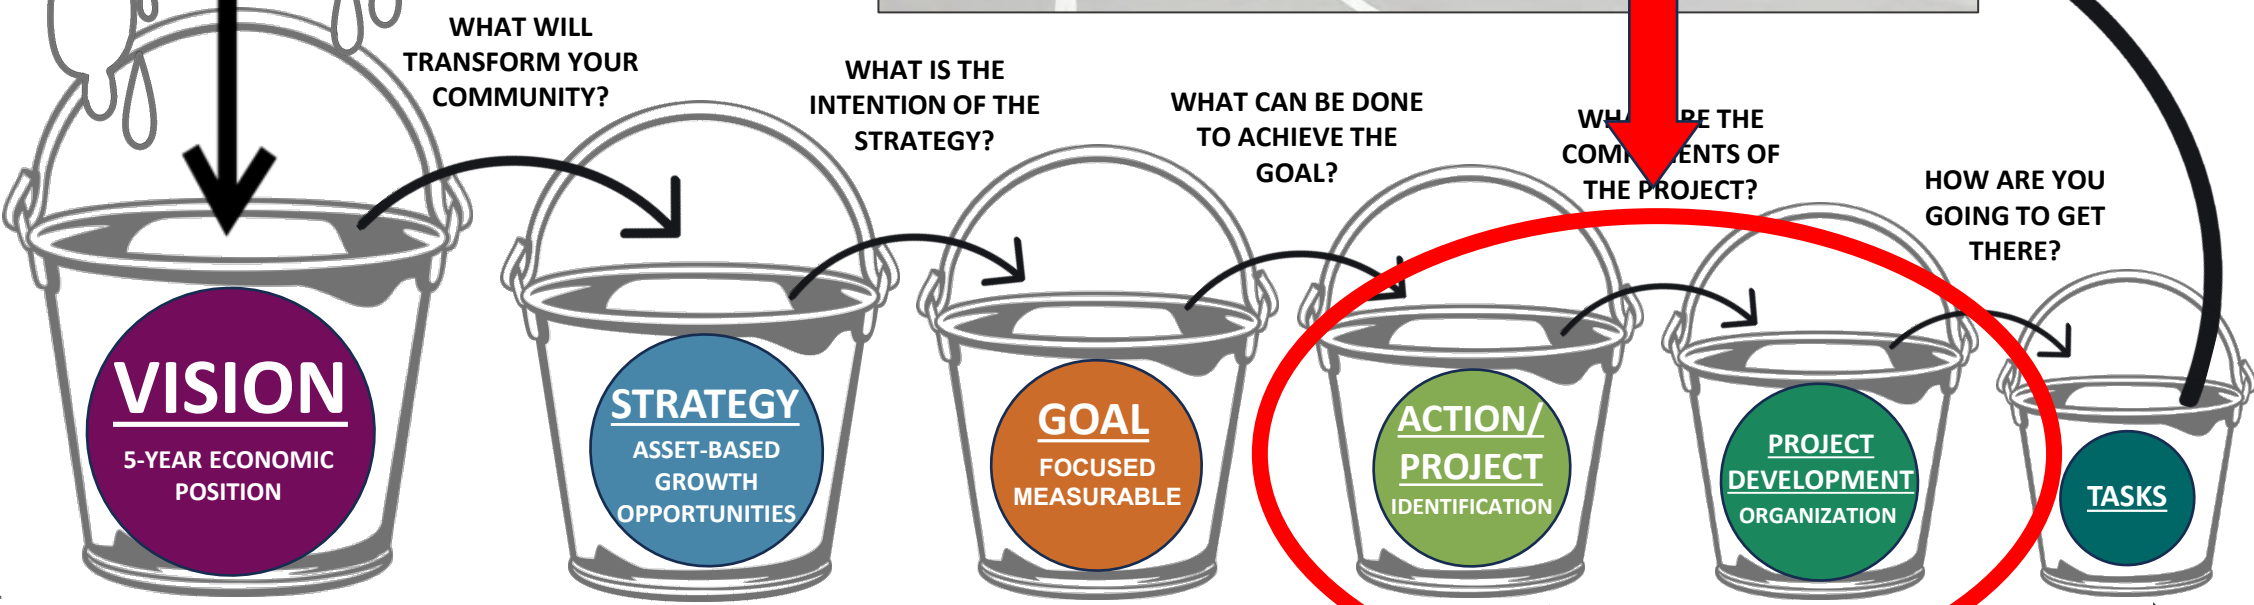 WHAT WILL
TRANSFORM YOUR
COMMUNITY?
WHAT IS THE
INTENTION OF THE
STRATEGY?
WHAT CAN BE DONE
TO ACHIEVE THE
GOAL?
THE
OF
THE PROJECT?
HOW ARE YOU
GOING TO GET
THERE?
VISION
5-YEAR ECONOMIC
POSITION
STRATEGY
ASSET-BASED
GROWTH
OPPORTUNITIES
GOAL
FOCUSED
MEASURABLE
ACTION/
PROJECT
IDENTIFICATION
PROJECT
DEVELOPMENT
ORGANIZATION
TASKS